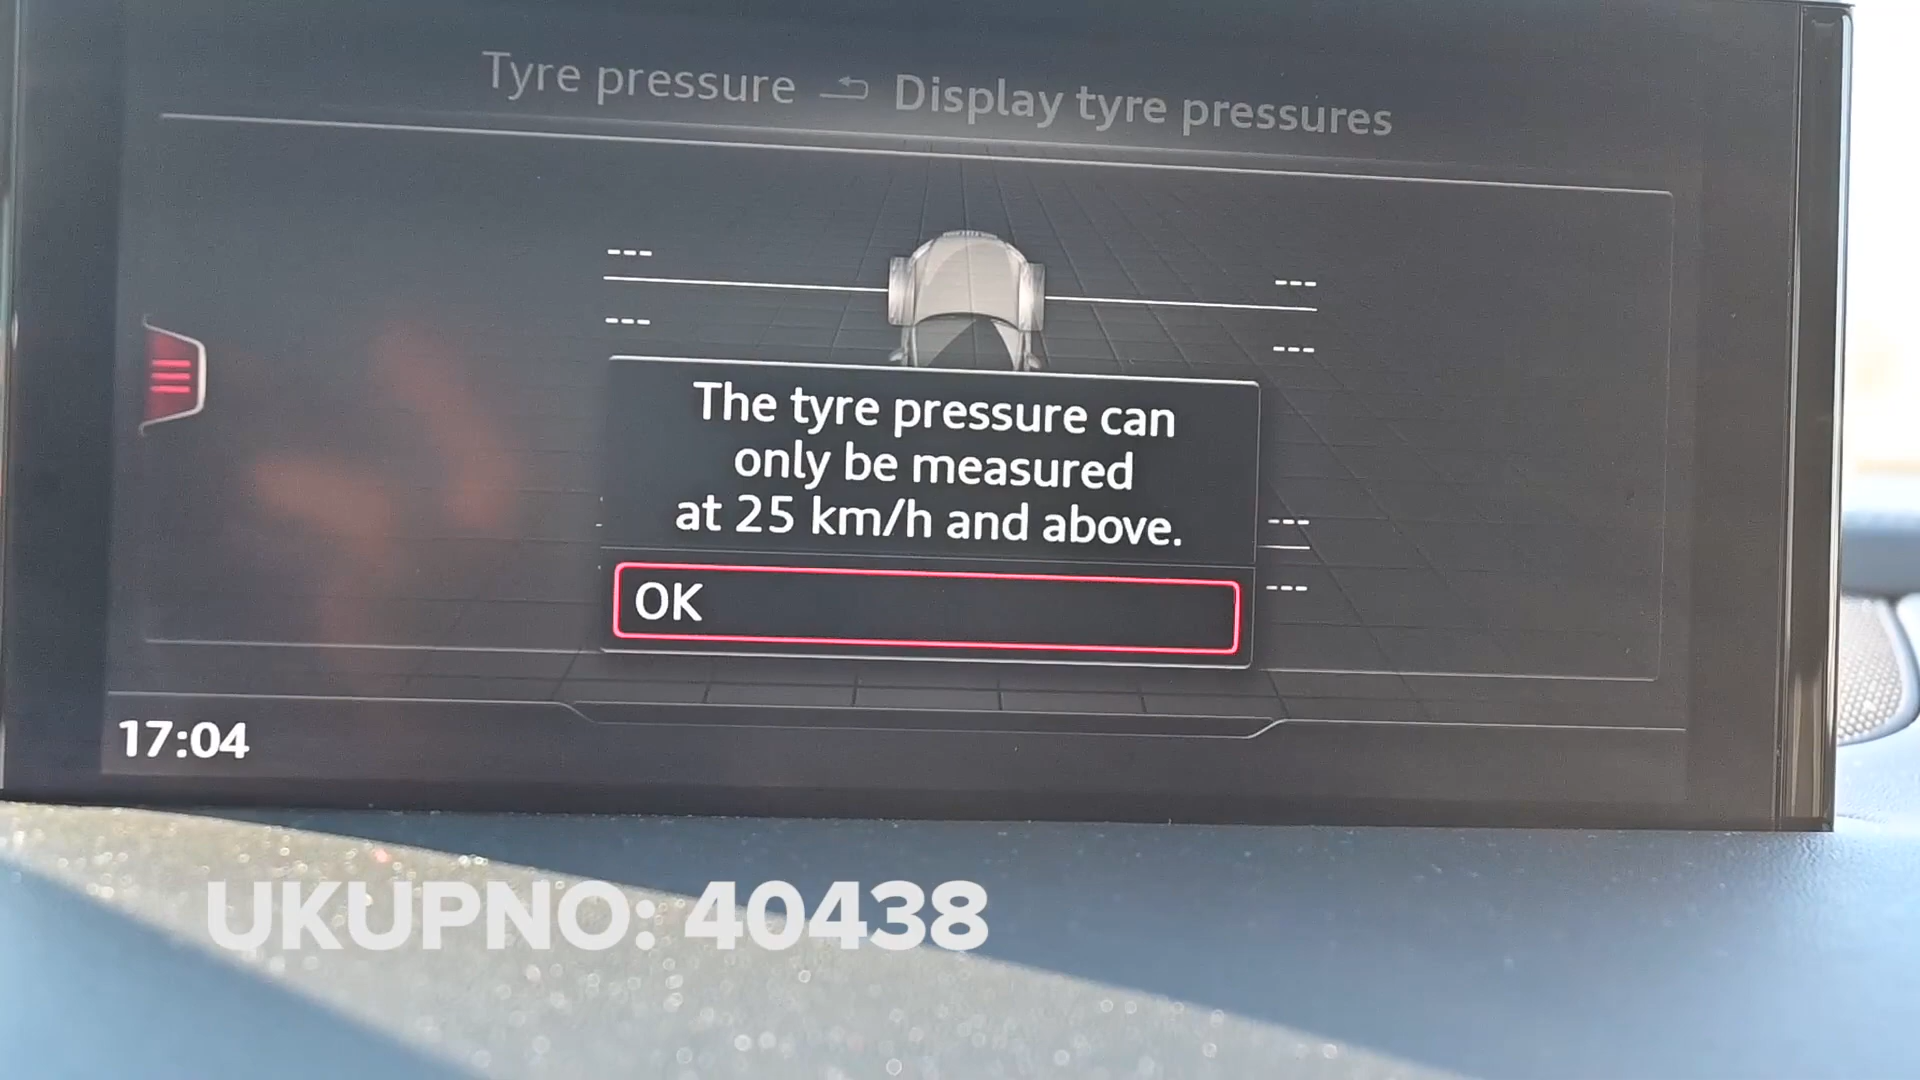 Tyre pressure Display tyre pressures
--- ---
--- ---
The tyre pressure can
only be measured
at 25 km/h and above.
---
---
OK
17:04
UKUPNO: 40438